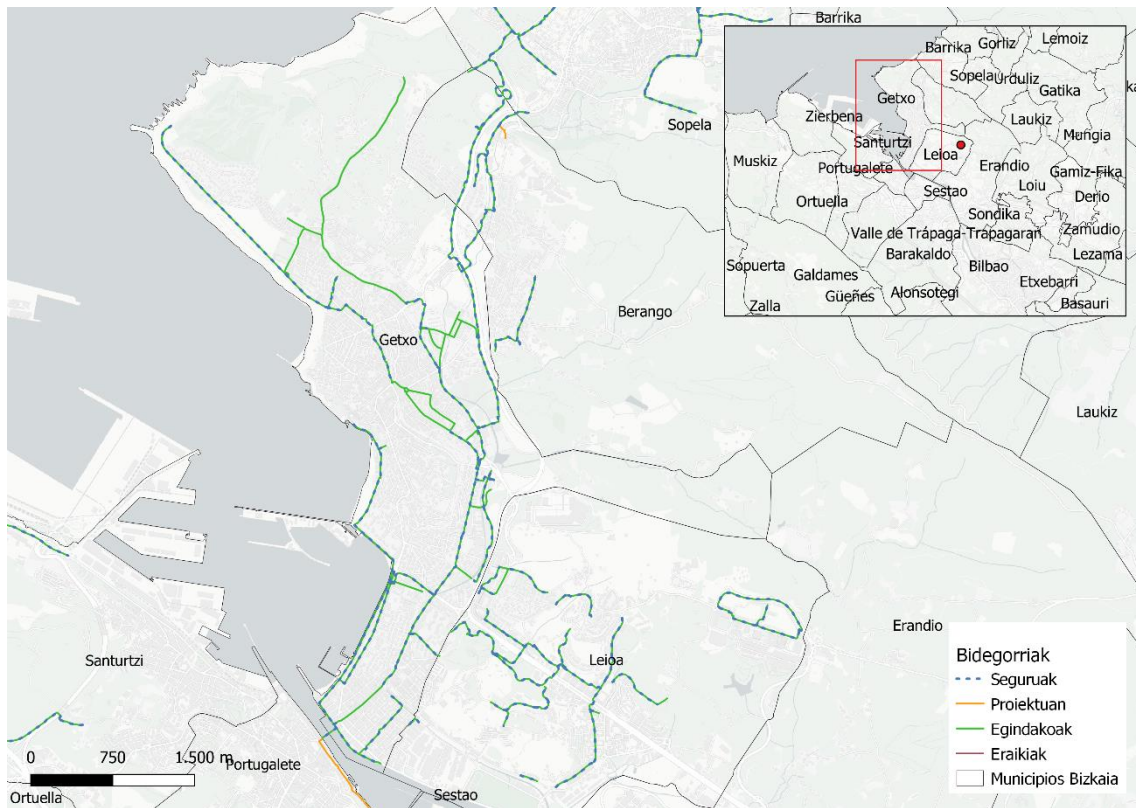 Barrika
Sopela
Getxo
Berango
Laukiz
Erandio
Leioa
Santurtzi
Portugalete
Sestao
Ortuella
0 750 1.500 m
Barrika
Gorliz
Lemoiz
Sopela
Urduliz
Gatika
Getxo
Zierbena
Laukiz
Mungia
Santurtzi
Leioa
Muskiz
Portugalete
Erandio
Gamiz-Fika
Loiu
Ortuella
Sestao
Derio
Sondika
Valle de Trápaga-Trapagaran
Zamudio
Barakaldo
Lezama
Sopuerta
Galdames
Bilbao
Güeñes
Alonsotegi
Etxebarri
Zalla
Basauri
Bidegorriak
Seguruak
Proiektuan
Egindakoak
Eraikiak
Municipios Bizkaia